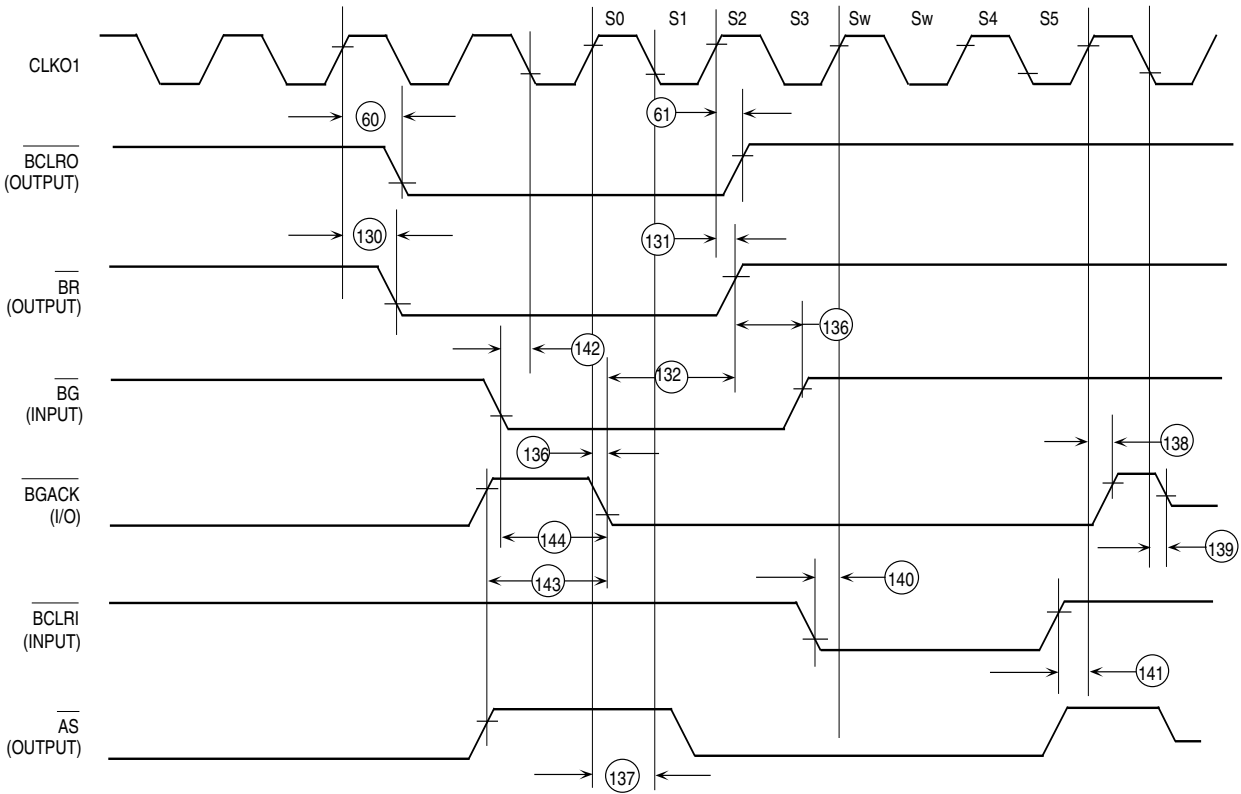 S0 S1 S2 S3 Sw Sw S4 S5
CLKO1
60
61
BCLRO
(OUTPUT)
130
131
BR
(OUTPUT)
136
142
132
BG
(INPUT)
136
138
BGACK
(I/O)
144
139
143
140
BCLRI
(INPUT)
141
AS
(OUTPUT)
137